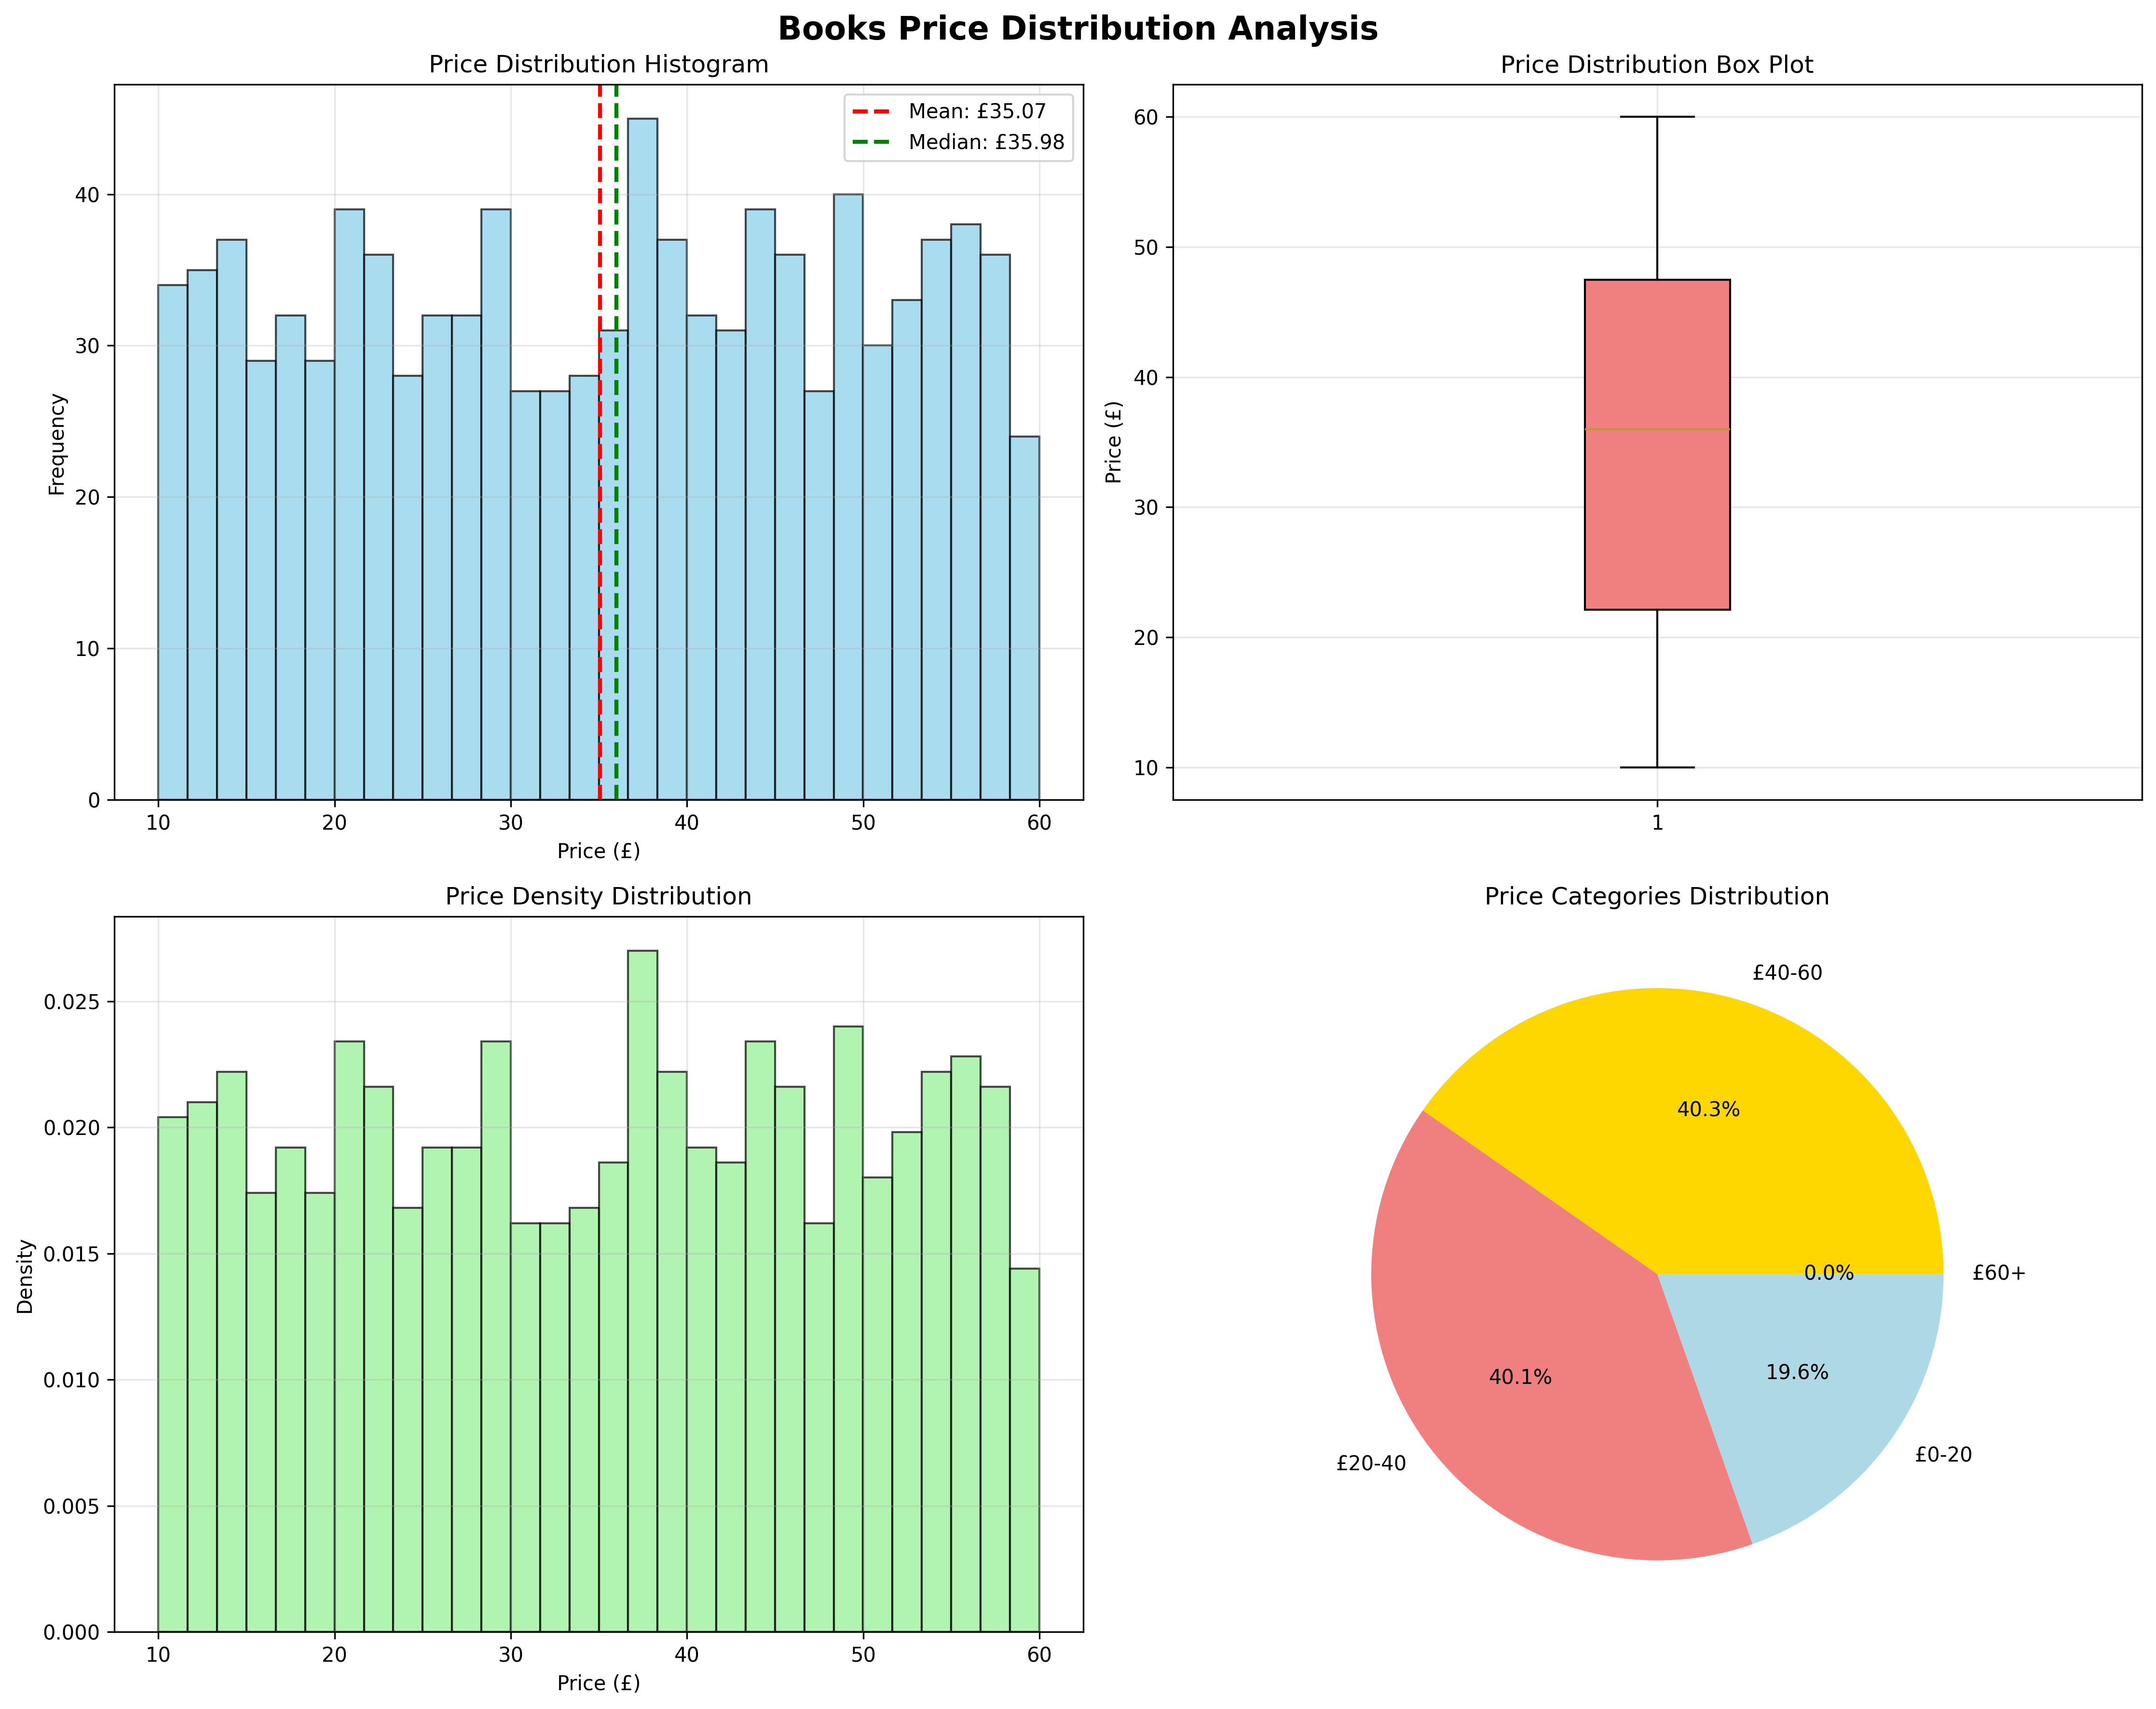 Books Price Distribution Analysis
Price Distribution Histogram
Mean: £35.07
Median: £35.98
Frequency
40
30
20
10
0
10 20 30 40 50 60
Price (£)
Price Distribution Box Plot
Price (£)
60
50
40
30
20
10
1
Price Density Distribution
Density
0.025
0.020
0.015
0.010
0.005
0.000
10 20 30 40 50 60
Price (£)
Price Categories Distribution
£40-60
40.3%
0.0%
£60+
40.1%
19.6%
£20-40
£0-20